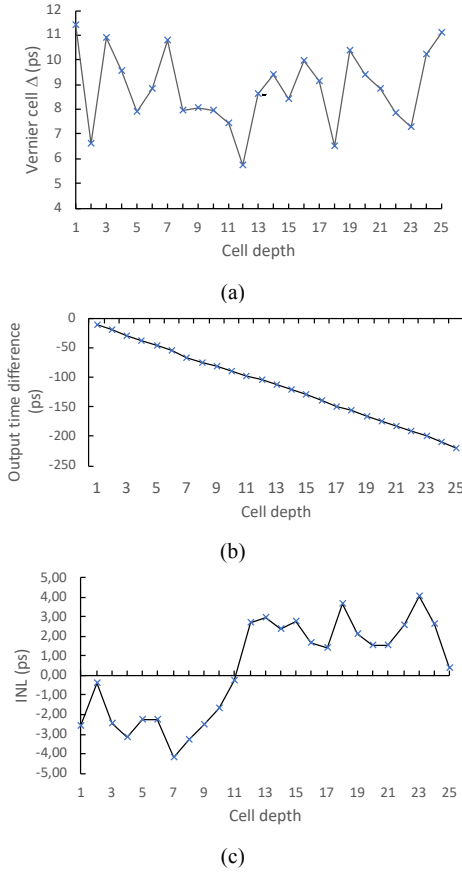 Vernier cell Δ (ps)
12
11
10
9
8
7
6
5
4
1 3 5 7 9 11 13 15 17 19 21 23 25
Cell depth
(a)
Output time difference
(ps)
0
-50
-100
-150
-200
-250
1 3 5 7 9 11 13 15 17 19 21 23 25
Cell depth
(b)
INL (ps)
5,00
4,00
3,00
2,00
1,00
0,00
-1,00
-2,00
-3,00
-4,00
-5,00
1 3 5 7 9 11 13 15 17 19 21 23 25
Cell depth
(c)